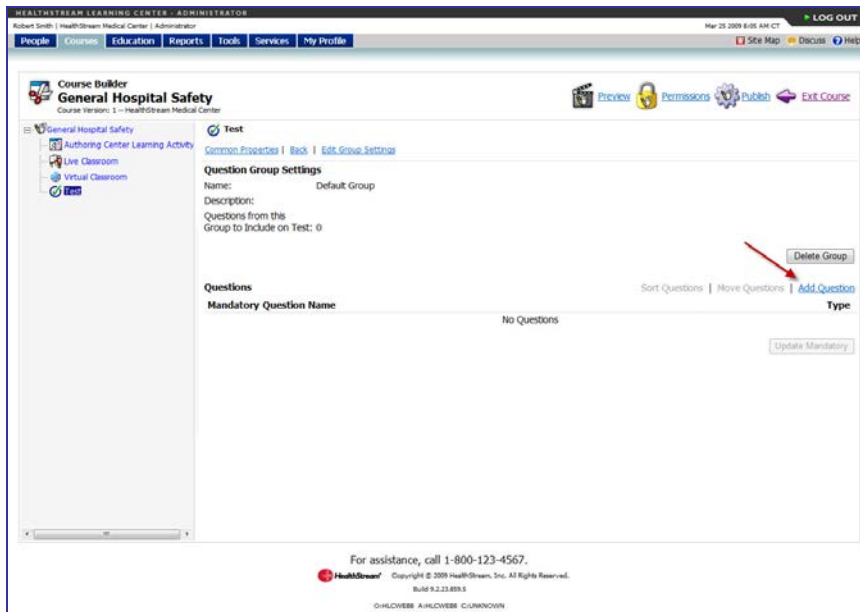 HEALTHSTREAM LEARNING CENTER - ADMINISTRATOR
LOG OUT
Robert Smith | HealthStream Medical Center | Administrator
Mar 25 2009 8:05 AM CT
People Courses Education Reports Tools Services My Profile
Site Map Discuss Help
Course Builder
General Hospital Safety
Course Version: 1 -- HealthStream Medical Center
Preview Permissions Publish Exit Course
General Hospital Safety
Authoring Center Learning Activity
Live Classroom
Virtual Classroom
Test
Test
Common Properties | Back | Edit Group Settings
Question Group Settings
Name: Default Group
Description:
Questions from this
Group to Include on Test: 0
Delete Group
Questions
Sort Questions | Move Questions | Add Question
Mandatory Question Name Type
No Questions
Update Mandatory
For assistance, call 1-800-123-4567.
HealthStream Copyright © 2009 HealthStream, Inc. All Rights Reserved.
Build 9.2.23.859.5
O:HLCWEB8 A:HLCWEB8 C:UNKNOWN